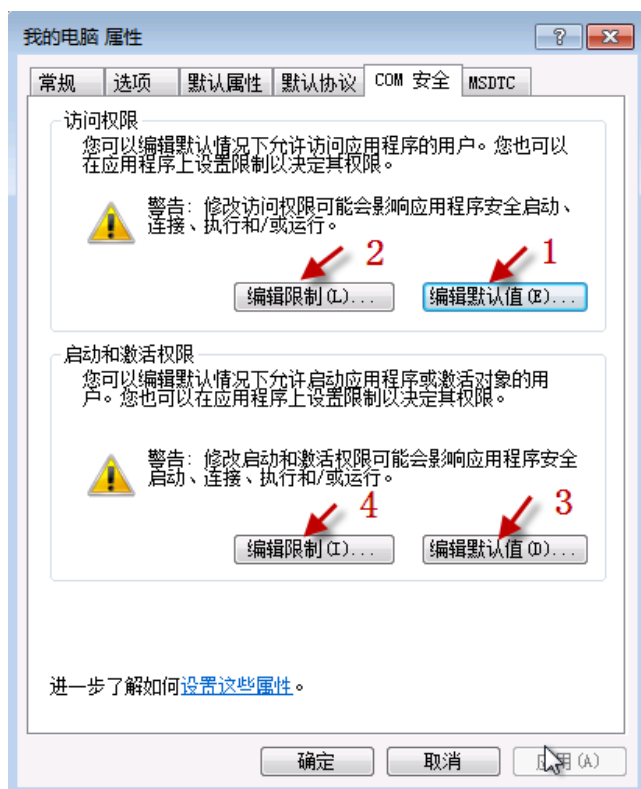 我的电脑 属性
常规 选项 默认属性 默认协议 COM 安全 MSDTC
访问权限
您可以编辑默认情况下允许访问应用程序的用户。您也可以
在应用程序上设置限制以决定其权限。
警告: 修改访问权限可能会影响应用程序安全启动、
连接、执行和/或运行。
2 1
编辑限制(L)... 编辑默认值(E)...
启动和激活权限
您可以编辑默认情况下允许启动应用程序或激活对象的用
户。您也可以在应用程序上设置限制以决定其权限。
警告: 修改启动和激活权限可能会影响应用程序安全
启动、连接、执行和/或运行。
4 3
编辑限制(I)... 编辑默认值(D)...
进一步了解如何设置这些属性。
确定 取消 应用(A)